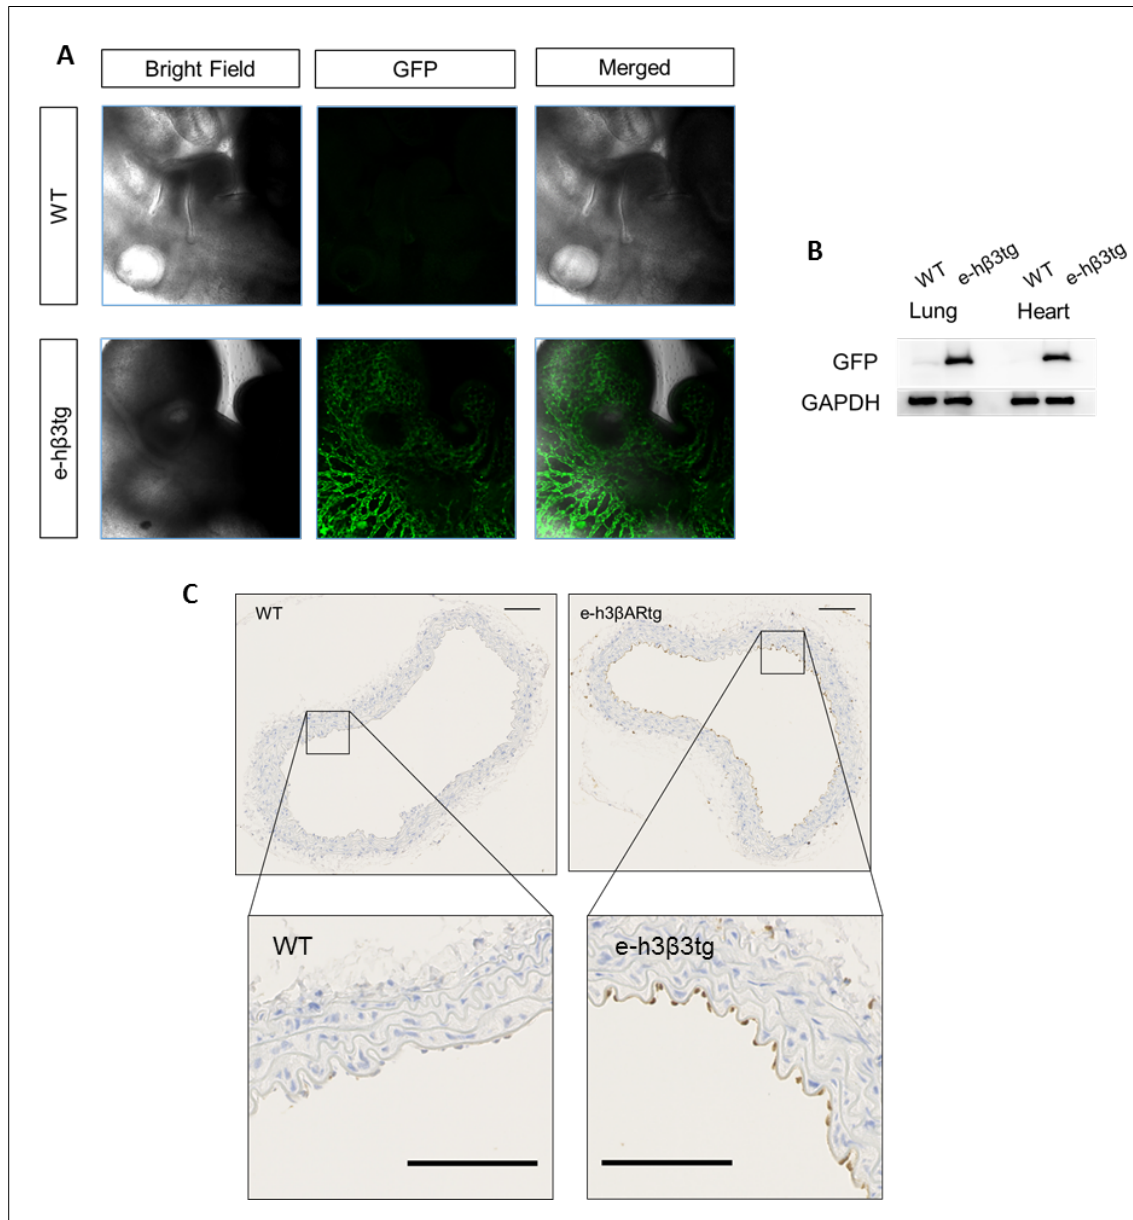 A
Bright Field GFP Merged
WT
e-hβ3tg
B
WT e-hβ3tg WT e-hβ3tg
Lung Heart
GFP
GAPDH
C
WT e-h3βARtg
WT e-h3β3tg